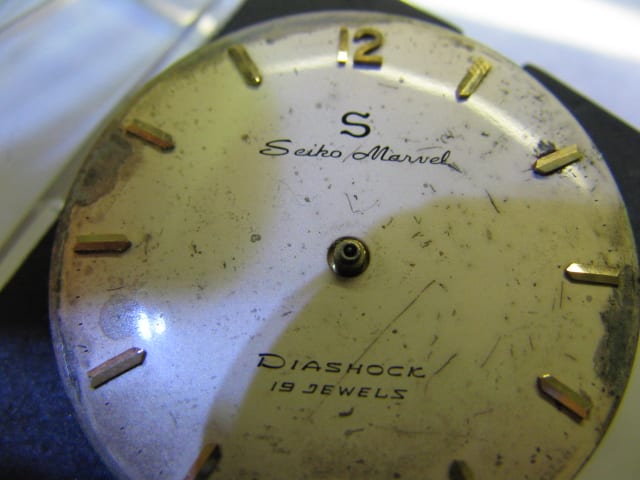 12
S
Seiko Marvel
DIASHOCK
19 JEWELS